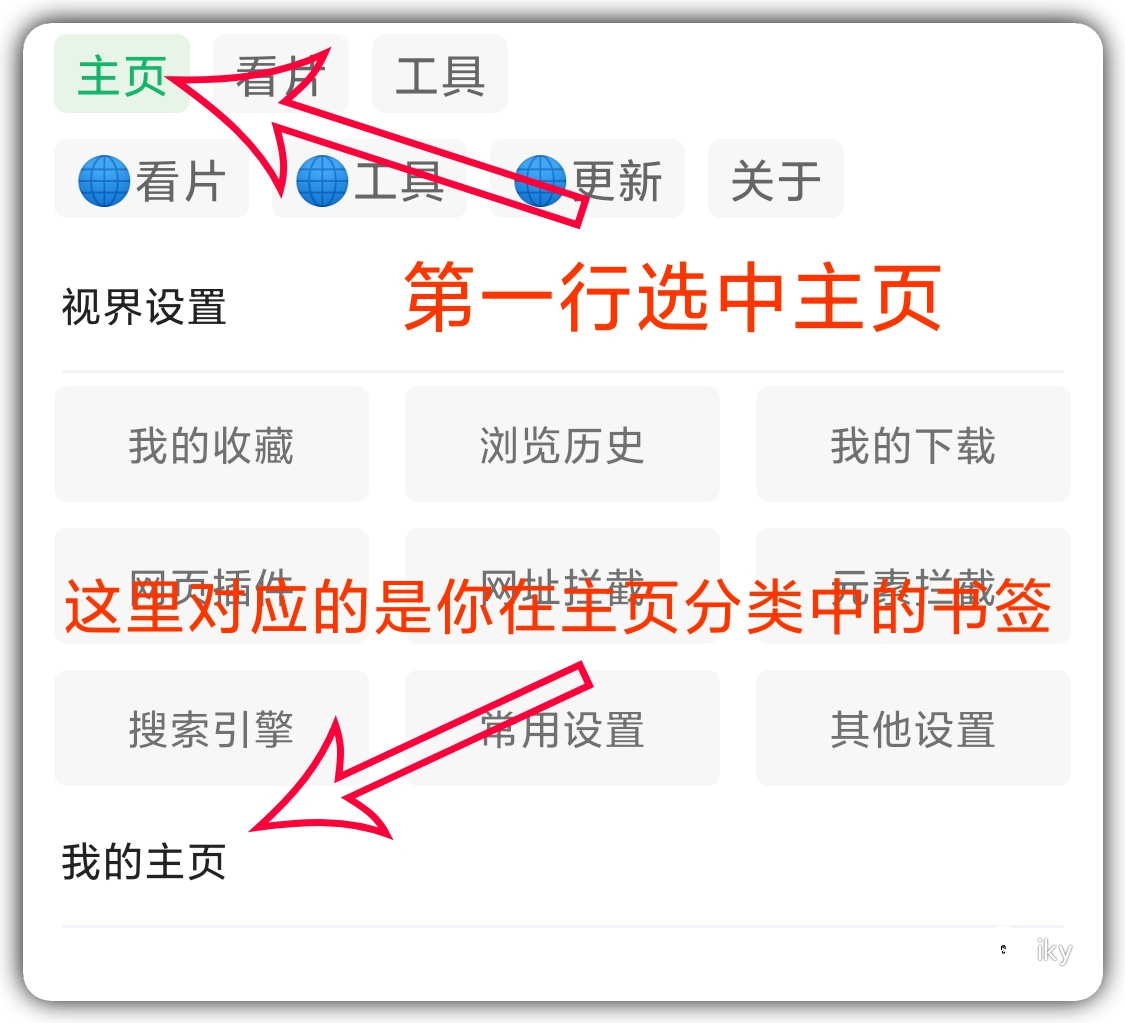 主页 看片 工具
看片 工具 更新 关于
第一行选中主页
视界设置
我的收藏 浏览历史 我的下载
网页插件 网址拦截 元素拦截
这里对应的是你在主页分类中的书签
搜索引擎 常用设置 其他设置
我的主页
iky